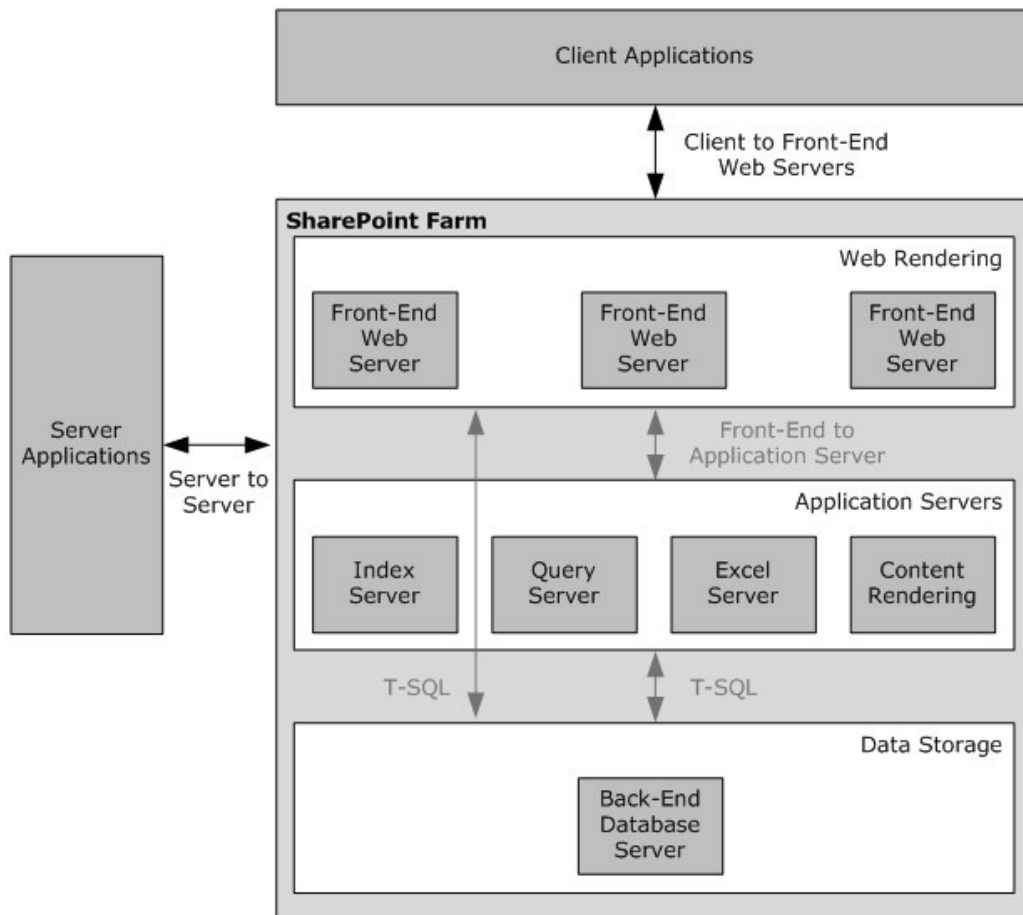 Client Applications
Client to Front-End
Web Servers
SharePoint Farm
Web Rendering
Front-End
Web
Server
Front-End
Web
Server
Front-End
Web
Server
Server
Applications
Server to
Server
Front-End to
Application Server
Application Servers
Index
Server
Query
Server
Excel
Server
Content
Rendering
T-SQL
T-SQL
Data Storage
Back-End
Database
Server